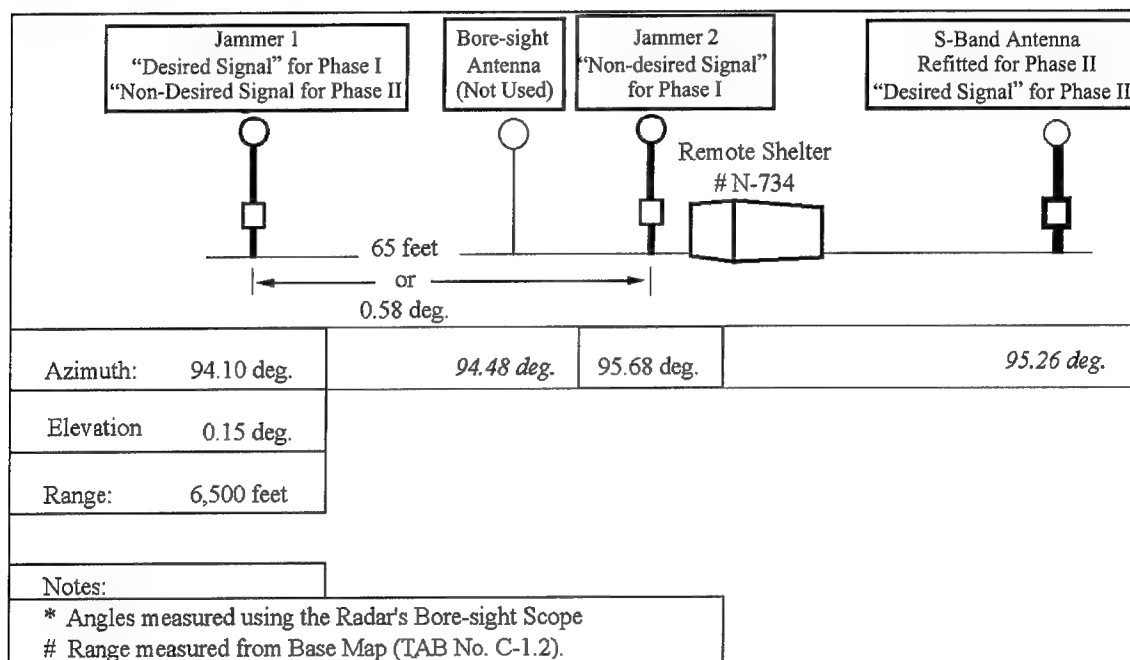 Jammer 1
“Desired Signal” for Phase I
“Non-Desired Signal for Phase II
Bore-sight
Antenna
(Not Used)
Jammer 2
“Non-desired Signal”
for Phase I
S-Band Antenna
Refitted for Phase II
“Desired Signal” for Phase II
Remote Shelter
# N-734
65 feet
or
0.58 deg.
Azimuth: 94.10 deg. 94.48 deg. 95.68 deg. 95.26 deg.
Elevation 0.15 deg.
Range: 6,500 feet
Notes:
* Angles measured using the Radar's Bore-sight Scope
# Range measured from Base Map (TAB No. C-1.2).